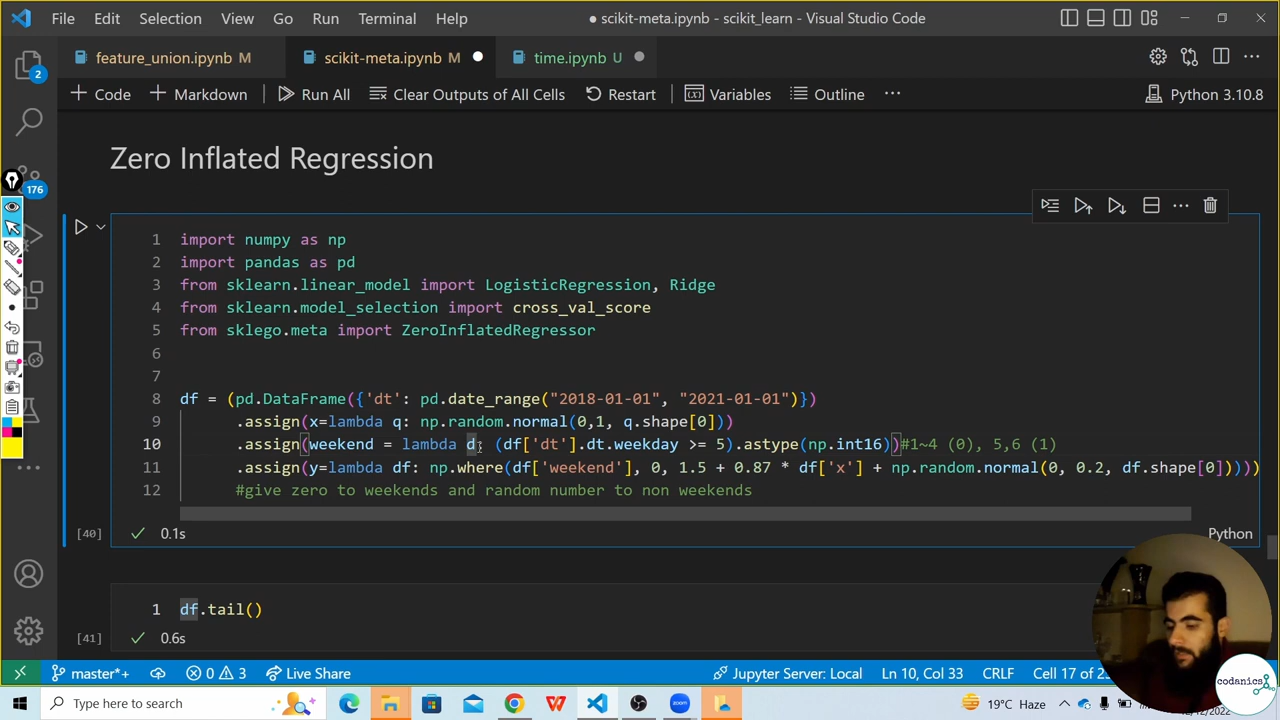 File Edit Selection View Go Run Terminal Help
● scikit-meta.ipynb - scikit_learn - Visual Studio Code
feature_union.ipynb M
scikit-meta.ipynb M
time.ipynb U
2
+ Code + Markdown Run All Clear Outputs of All Cells Restart Variables Outline ... Python 3.10.8
Zero Inflated Regression
176
1 import numpy as np
2 import pandas as pd
3 from sklearn.linear_model import LogisticRegression, Ridge
4 from sklearn.model_selection import cross_val_score
5 from sklego.meta import ZeroInflatedRegressor
6
7
8 df = (pd.DataFrame({'dt': pd.date_range("2018-01-01", "2021-01-01")})
9 .assign(x=lambda q: np.random.normal(0,1, q.shape[0]))
10 .assign(weekend = lambda d: (df['dt'].dt.weekday >= 5).astype(np.int16))#1~4 (0), 5,6 (1)
11 .assign(y=lambda df: np.where(df['weekend'], 0, 1.5 + 0.87 * df['x'] + np.random.normal(0, 0.2, df.shape[0]))))
12 #give zero to weekends and random number to non weekends
[40] 0.1s Python
1 df.tail()
[41] 0.6s
master*+ 0 3 Live Share Jupyter Server: Local Ln 10, Col 33 CRLF Cell 17 of 2
codanics
Type here to search
zoom
19°C Haze